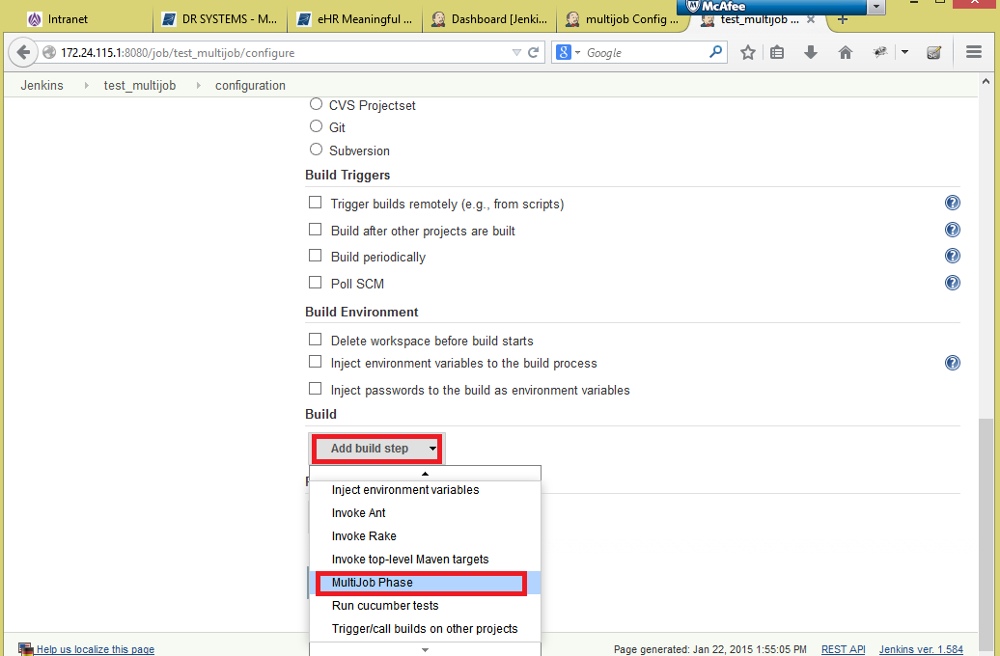 McAfee
Intranet
DR SYSTEMS - M...
eHR Meaningful ...
Dashboard [Jenki...
multijob Config ...
test_multijob ...
172.24.115.1:8080/job/test_multijob/configure
Google
Jenkins
test_multijob
configuration
CVS Projectset
Git
Subversion
Build Triggers
Trigger builds remotely (e.g., from scripts)
Build after other projects are built
Build periodically
Poll SCM
Build Environment
Delete workspace before build starts
Inject environment variables to the build process
Inject passwords to the build as environment variables
Build
Add build step
Inject environment variables
Invoke Ant
Invoke Rake
Invoke top-level Maven targets
MultiJob Phase
Run cucumber tests
Trigger/call builds on other projects
Help us localize this page
Page generated: Jan 22, 2015 1:55:05 PM
REST API
Jenkins ver. 1.584